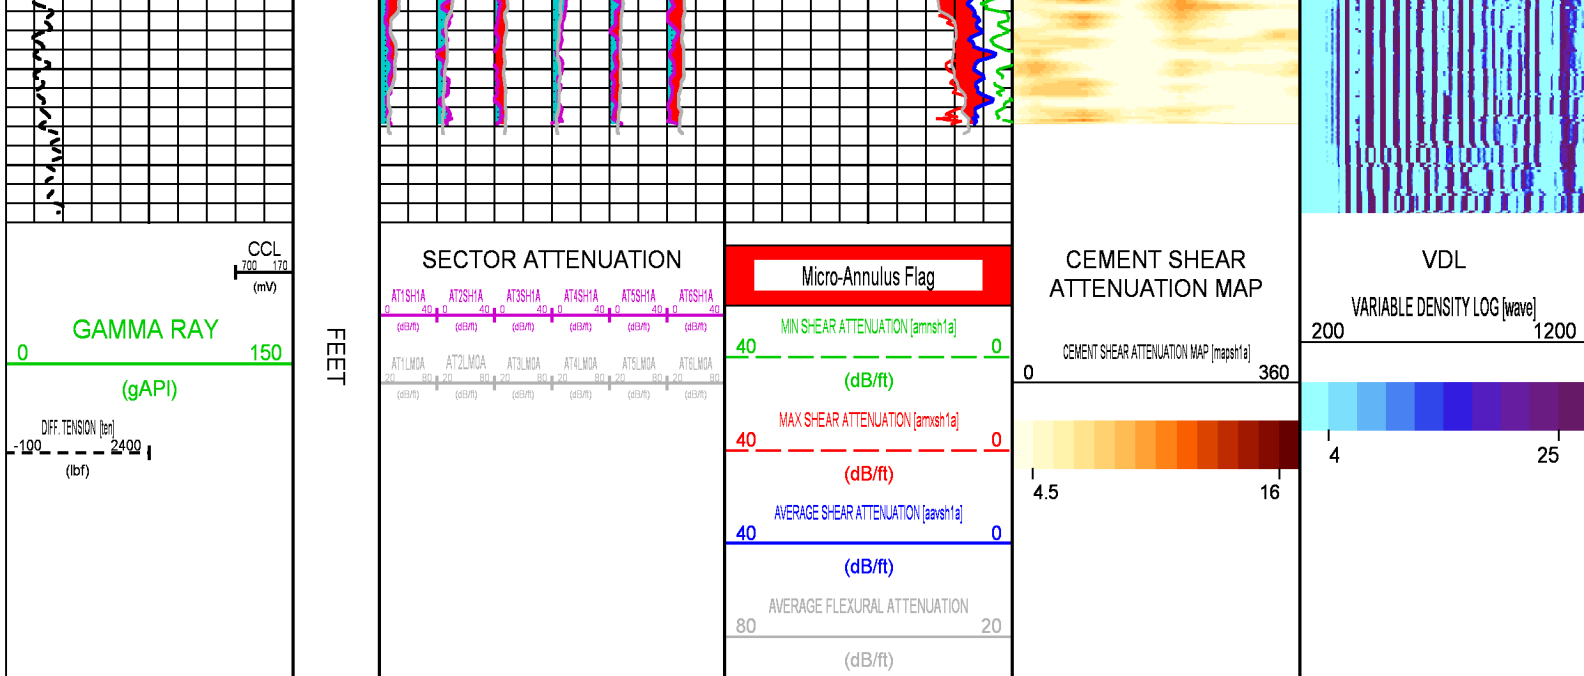 CCL
700 170
(mV)
GAMMA RAY
0 150
(gAPI)
DIFF. TENSION [ten]
-100 2400
(lbf)
FEET
SECTOR ATTENUATION
AT1SH1A AT2SH1A AT3SH1A AT4SH1A AT5SH1A AT6SH1A
0 40 0 40 0 40 0 40 0 40 0 40
(dB/ft) (dB/ft) (dB/ft) (dB/ft) (dB/ft) (dB/ft)
AT1LM0A AT2LM0A AT3LM0A AT4LM0A AT5LM0A AT6LM0A
20 80 20 80 20 80 20 80 20 80 20 80
(dB/ft) (dB/ft) (dB/ft) (dB/ft) (dB/ft) (dB/ft)
Micro-Annulus Flag
MIN SHEAR ATTENUATION [amnsh1a]
40 0
(dB/ft)
MAX SHEAR ATTENUATION [amxsh1a]
40 0
(dB/ft)
AVERAGE SHEAR ATTENUATION [aavsh1a]
40 0
(dB/ft)
AVERAGE FLEXURAL ATTENUATION
80 20
(dB/ft)
CEMENT SHEAR
ATTENUATION MAP
CEMENT SHEAR ATTENUATION MAP [mapsh1a]
0 360
4.5 16
VDL
VARIABLE DENSITY LOG [wave]
200 1200
4 25